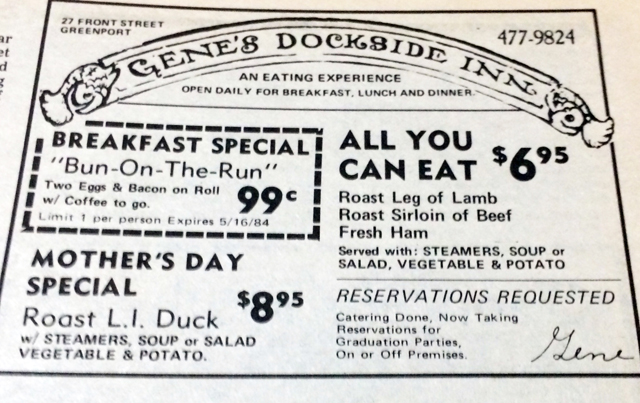 27 FRONT STREET
GREENPORT
477-9824
GENE'S DOCKSIDE INN
AN EATING EXPERIENCE
OPEN DAILY FOR BREAKFAST, LUNCH AND DINNER.
BREAKFAST SPECIAL
"Bun-On-The-Run"
Two Eggs & Bacon on Roll
w/ Coffee to go.
99c
Limit 1 per person Expires 5/16/84
MOTHER'S DAY
SPECIAL
$8.95
Roast L.I. Duck
w/ STEAMERS, SOUP or SALAD
VEGETABLE & POTATO.
ALL YOU
CAN EAT $6.95
Roast Leg of Lamb
Roast Sirloin of Beef
Fresh Ham
Served with: STEAMERS, SOUP or
SALAD, VEGETABLE & POTATO
RESERVATIONS REQUESTED
Catering Done, Now Taking
Reservations for
Graduation Parties,
On or Off Premises.
Gene